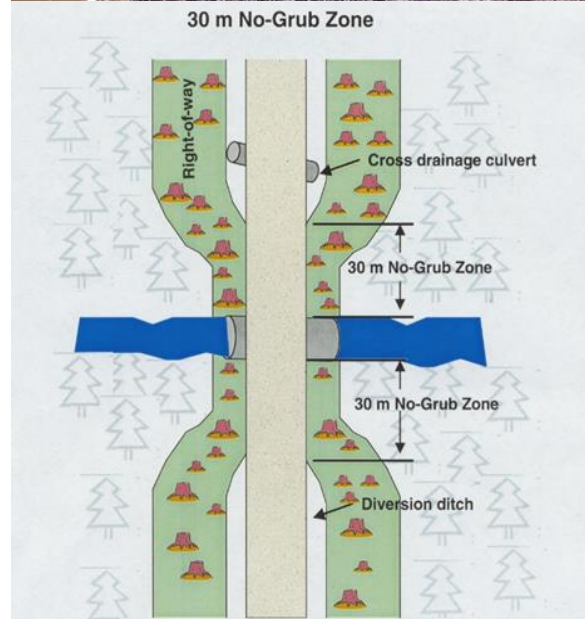 30 m No-Grub Zone
Right-of-way
Cross drainage culvert
30 m No-Grub Zone
30 m No-Grub Zone
Diversion ditch